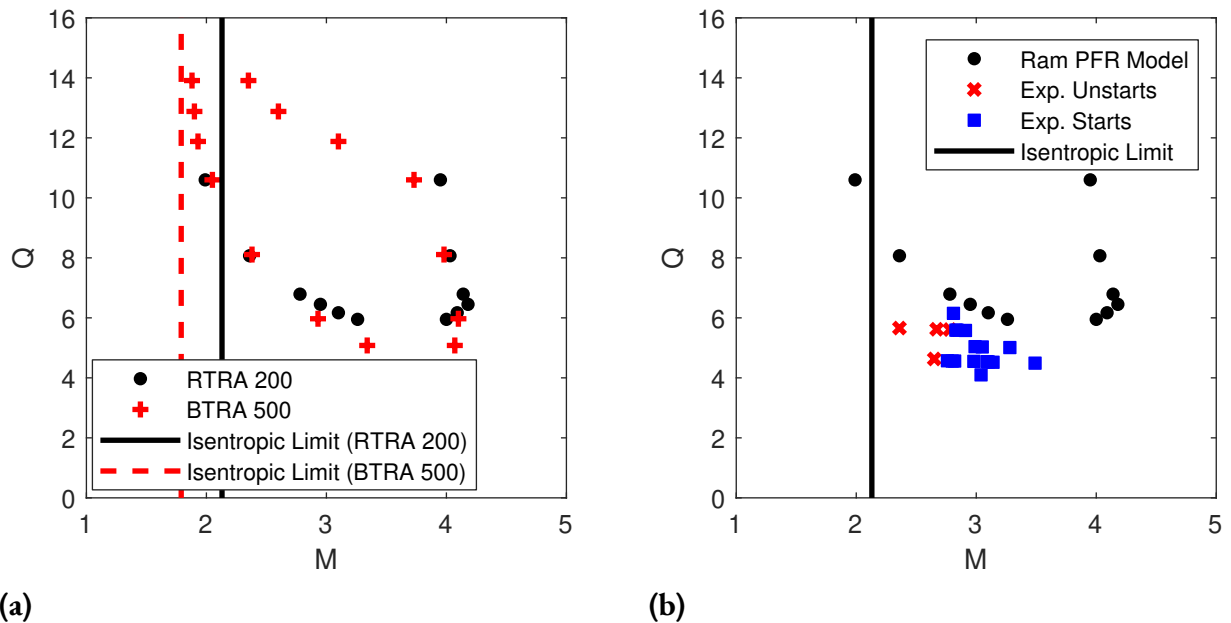 16
14
12
10
8
6
4
2
0
Q
RTRA 200
BTRA 500
Isentropic Limit (RTRA 200)
Isentropic Limit (BTRA 500)
1 2 3 4 5
M
(a)
16
14
12
10
8
6
4
2
0
Q
Ram PFR Model
Exp. Unstarts
Exp. Starts
Isentropic Limit
1 2 3 4 5
M
(b)